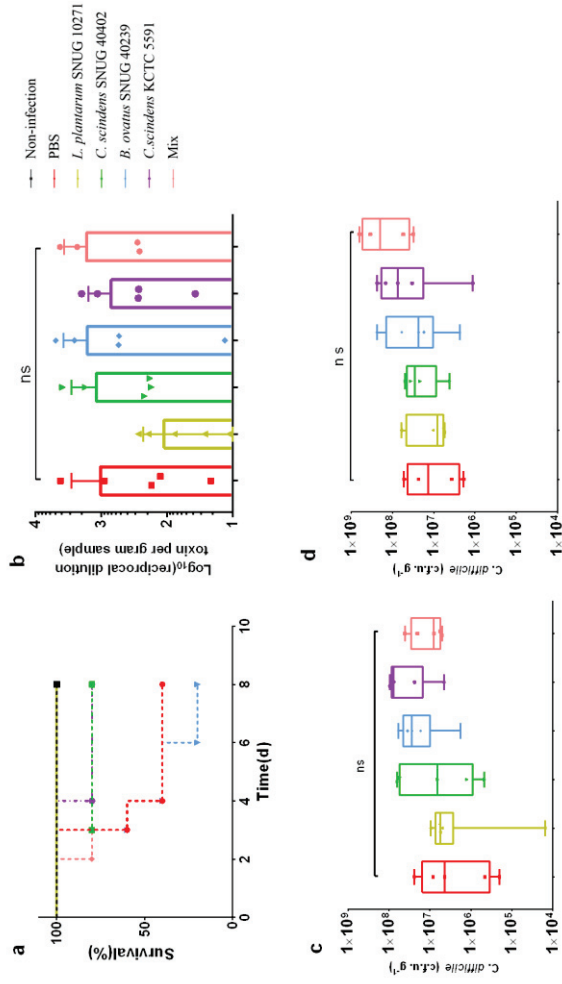 a
Survival(%)
100
50
0
0
2
4
6
8
10
Time(d)
b
Log₁₀(reciprocal dilution
toxin per gram sample)
4
3
2
1
ns
Non-infection
PBS
L. plantarum SNUG 10271
C. scindens SNUG 40402
B. ovatus SNUG 40239
C.scindens KCTC 5591
Mix
c
C. difficile (c.f.u. g⁻¹)
1×10⁹
1×10⁸
1×10⁷
1×10⁶
1×10⁵
1×10⁴
ns
d
C. difficile (c.f.u. g⁻¹)
1×10⁹
1×10⁸
1×10⁷
1×10⁶
1×10⁵
1×10⁴
ns